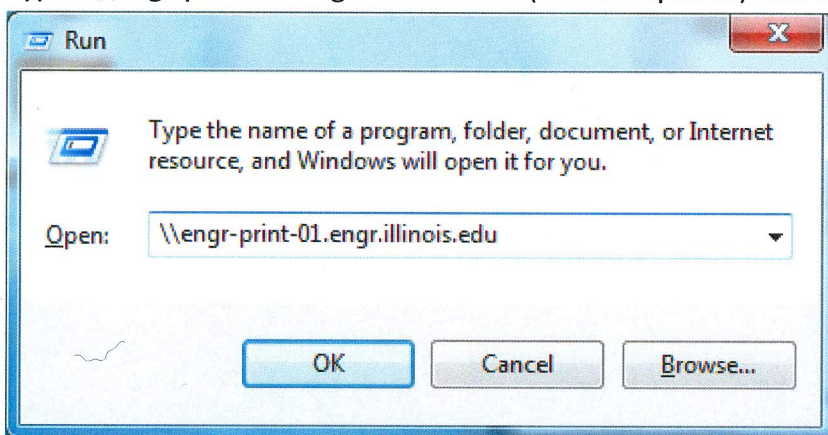 Run
x
Type the name of a program, folder, document, or Internet
resource, and Windows will open it for you.
Open: \\engr-print-01.engr.illinois.edu
OK Cancel Browse...